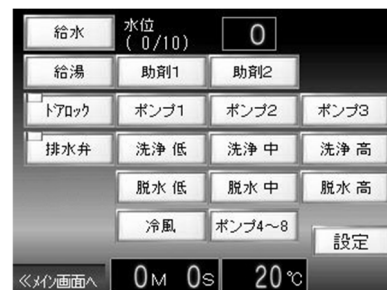 給水 水位 ( 0/10) 0
給湯 助剤1 助剤2
ドアロック ポンプ1 ポンプ2 ポンプ3
排水弁 洗浄 低 洗浄 中 洗浄 高
脱水 低 脱水 中 脱水 高
冷風 ポンプ4～8 設定
≪メイン画面へ 0M 0S 20℃